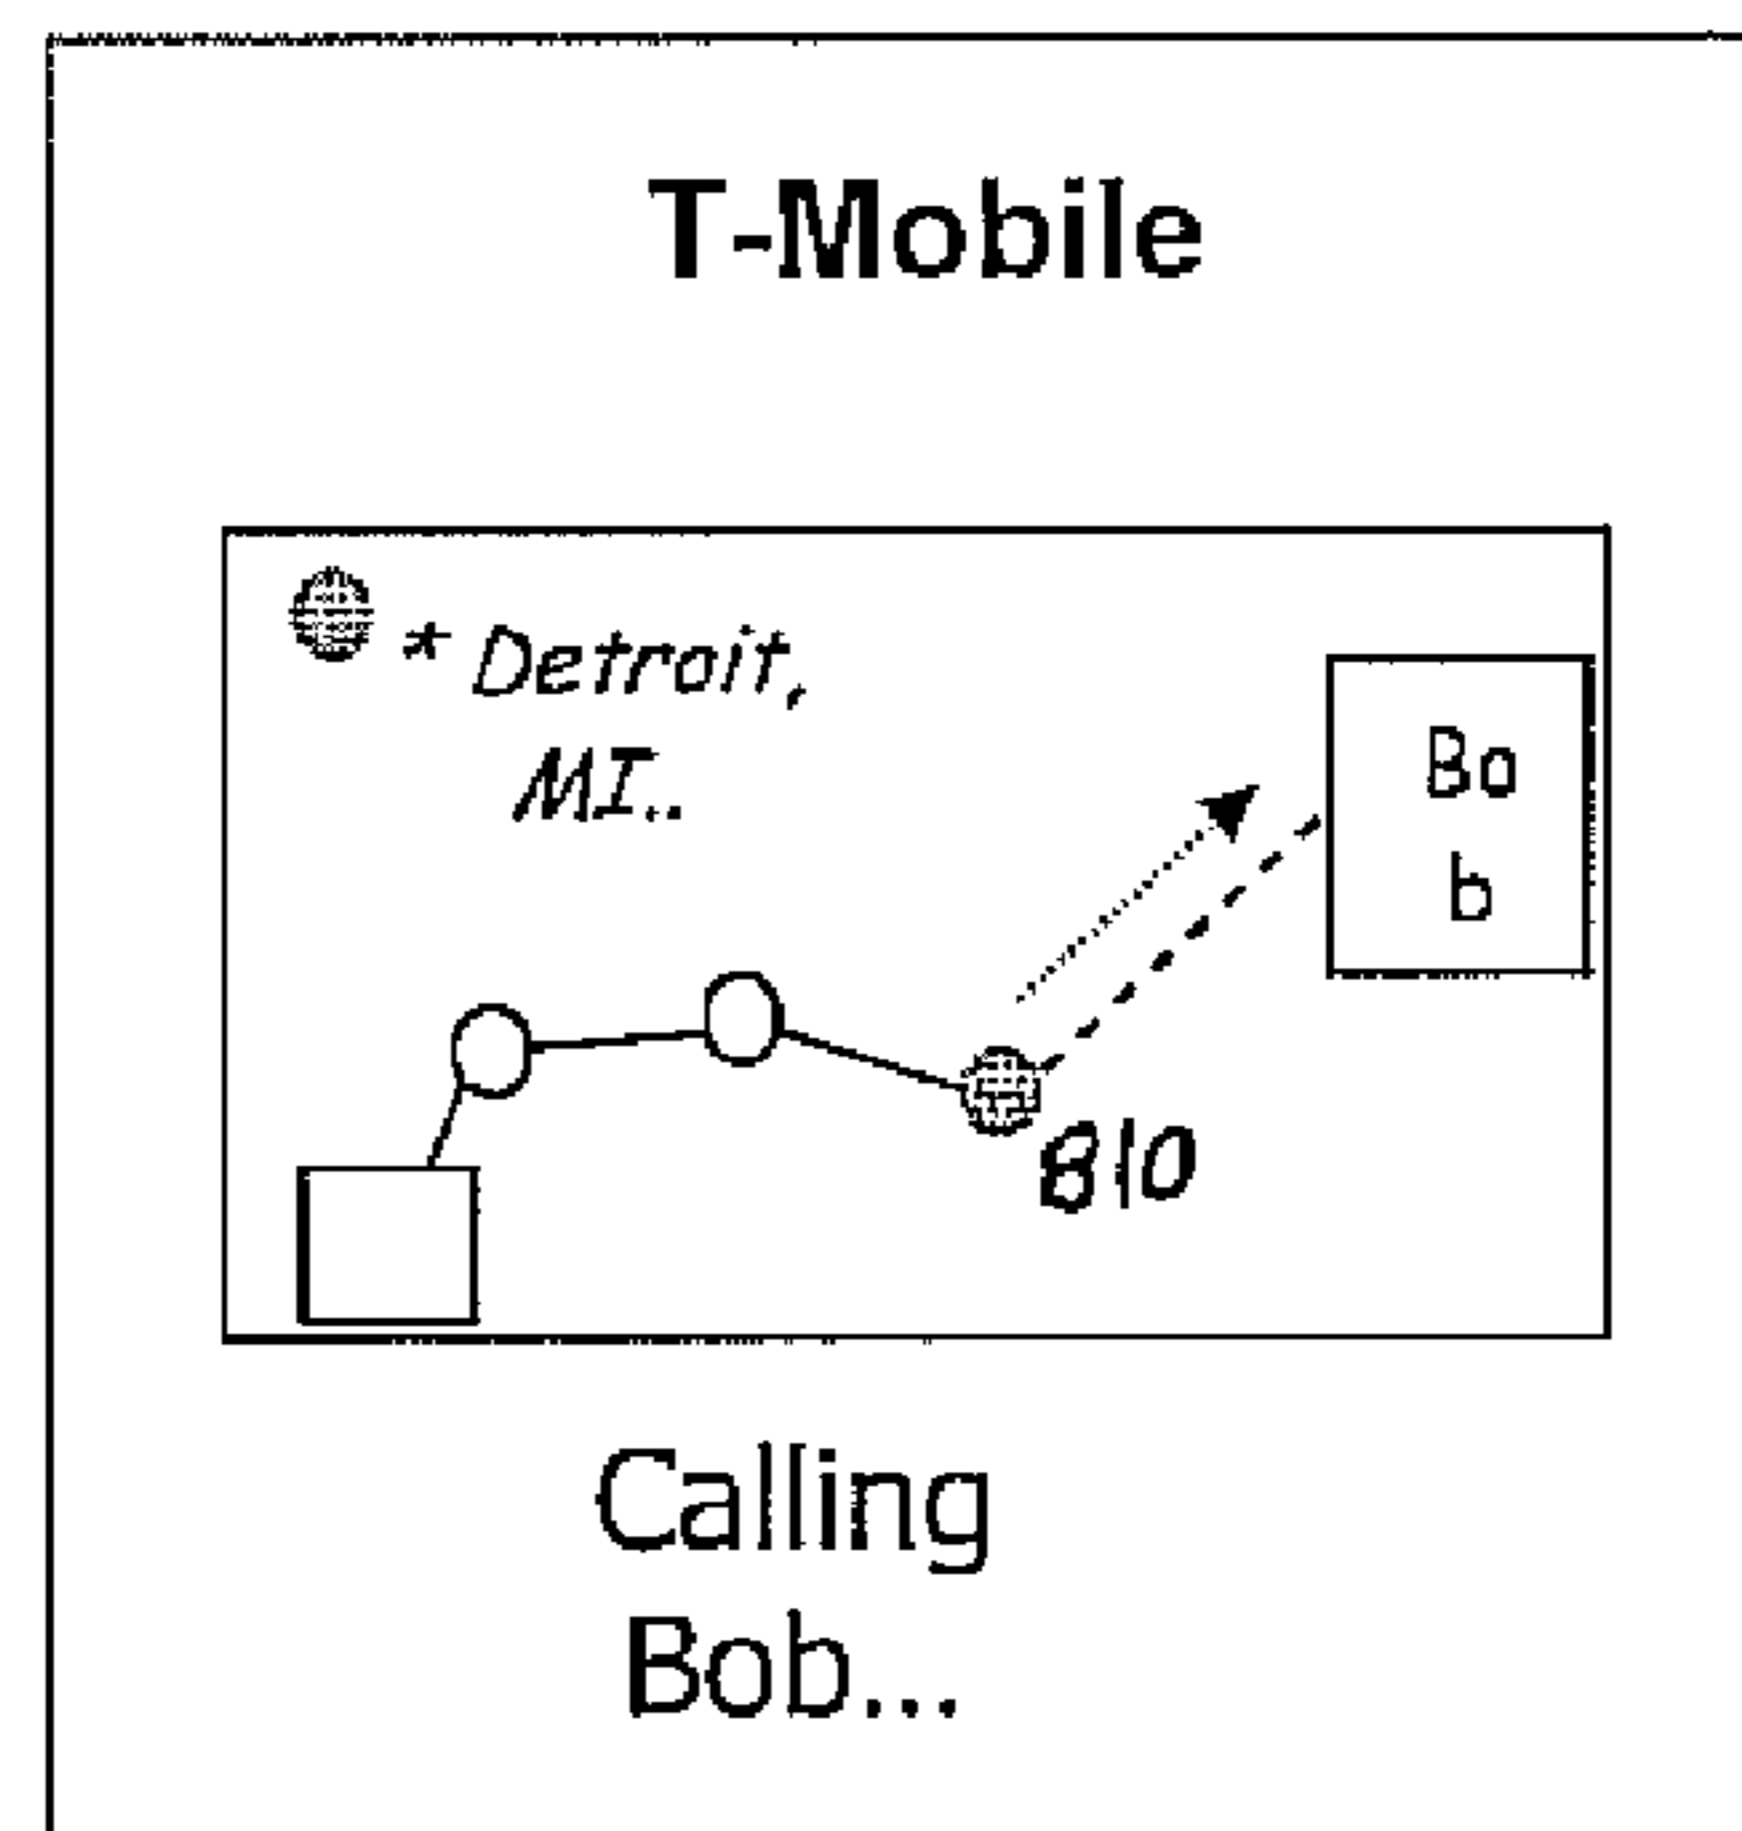 T-Mobile
* Detroit,
MI..
Bo
b
810
Calling
Bob...